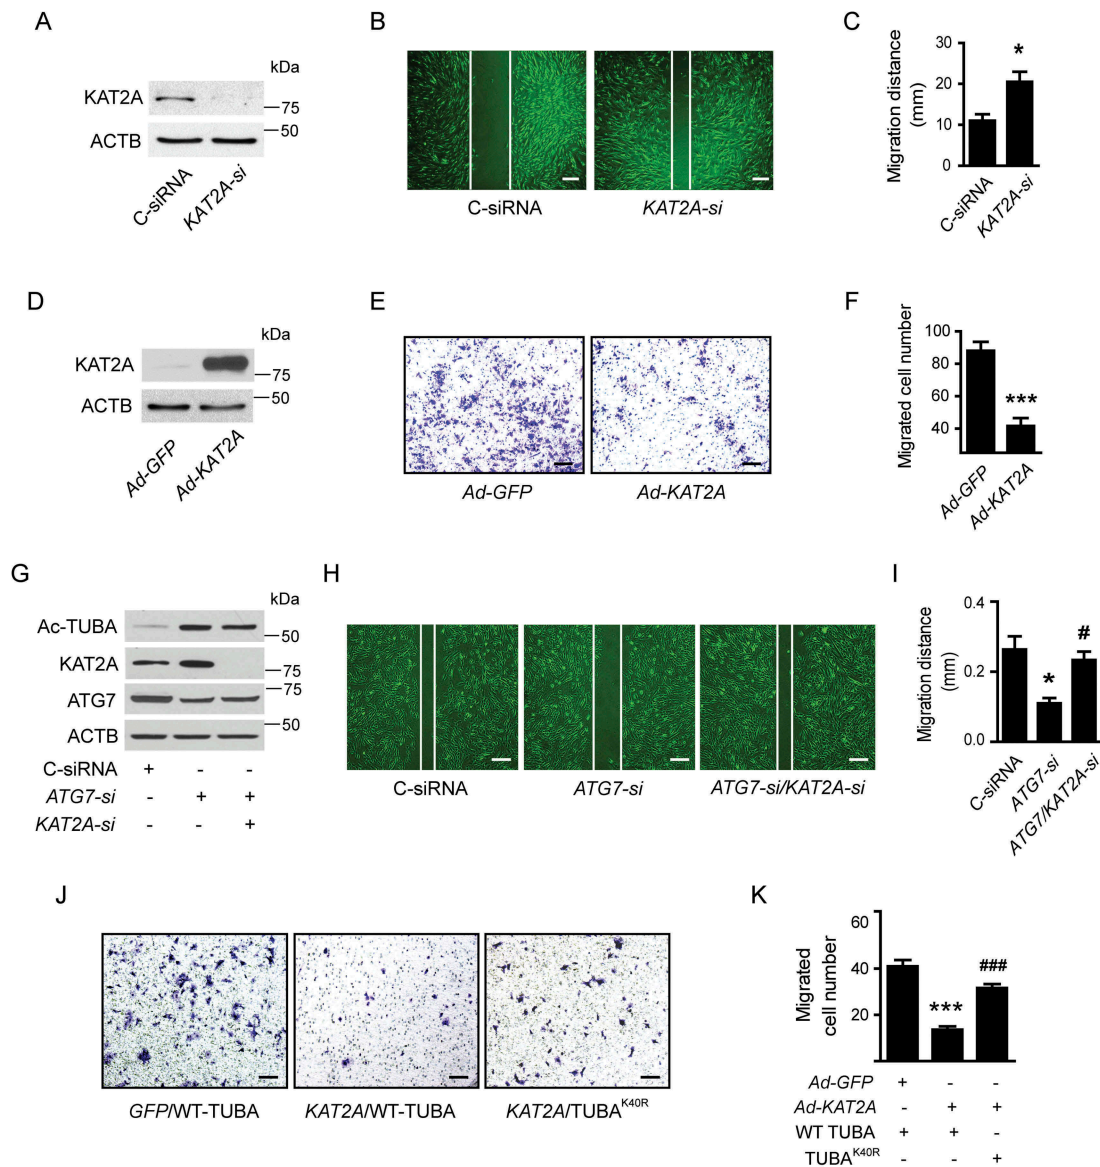 A
kDa
KAT2A
75
50
ACTB
C-siRNA
KAT2A-si
B
C-siRNA
KAT2A-si
C
Migration distance
(mm)
30
20
10
0
*
C-siRNA
KAT2A-si
D
kDa
KAT2A
75
50
ACTB
Ad-GFP
Ad-KAT2A
E
Ad-GFP
Ad-KAT2A
F
Migrated cell number
100
80
60
40
***
Ad-GFP
Ad-KAT2A
G
kDa
Ac-TUBA
50
KAT2A
75
ATG7
75
50
ACTB
C-siRNA + - -
ATG7-si - + +
KAT2A-si - - +
H
C-siRNA
ATG7-si
ATG7-si/KAT2A-si
I
Migration distance
(mm)
0.4
0.2
0.0
*
#
C-siRNA
ATG7-si
ATG7/KAT2A-si
J
GFP/WT-TUBA
KAT2A/WT-TUBA
KAT2A/TUBA^K40R
K
Migrated
cell number
60
40
20
***
###
Ad-GFP + - -
Ad-KAT2A - + +
WT TUBA + + -
TUBA^K40R - - +